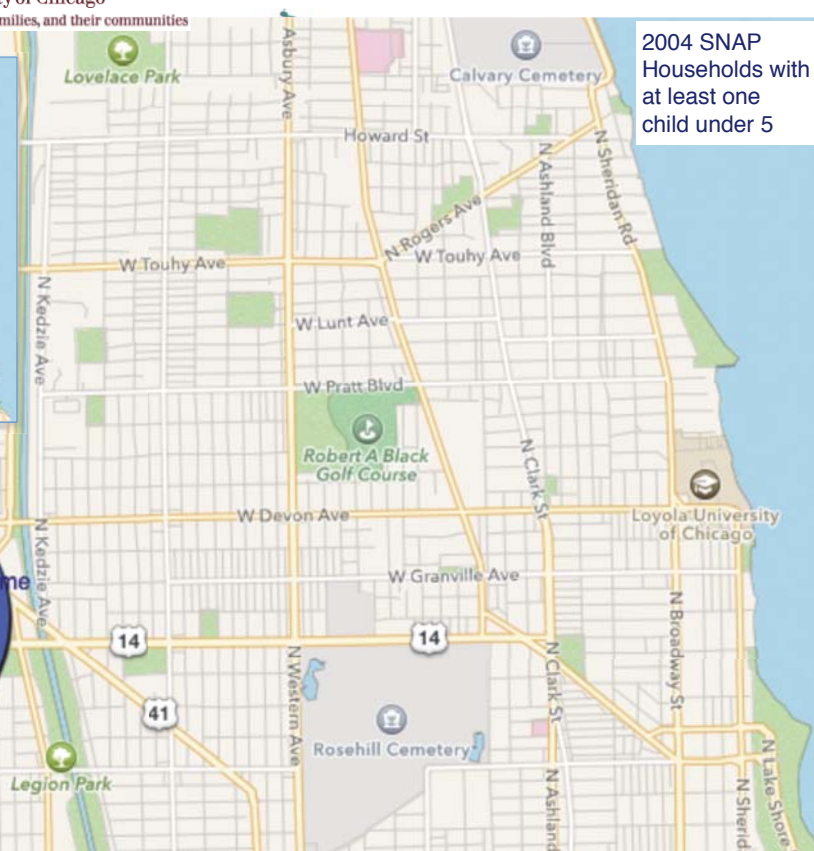 y of Chicago
milies, and their communities
2004 SNAP
Households with
at least one
child under 5
Lovelace Park
Asbury Ave
Calvary Cemetery
Howard St
N Ashland Blvd
N Sheridan Rd
N Rogers Ave
W Touhy Ave
W Touhy Ave
N Kedzie Ave
W Lunt Ave
W Pratt Blvd
Robert A Black
Golf Course
N Clark St
W Devon Ave
Loyola University
of Chicago
N Kedzie Ave
me
W Granville Ave
N Broadway St
14
14
N Western Ave
N Clark St
41
Rosehill Cemetery
Legion Park
N Ashland
N Sherid
N Lake Shore